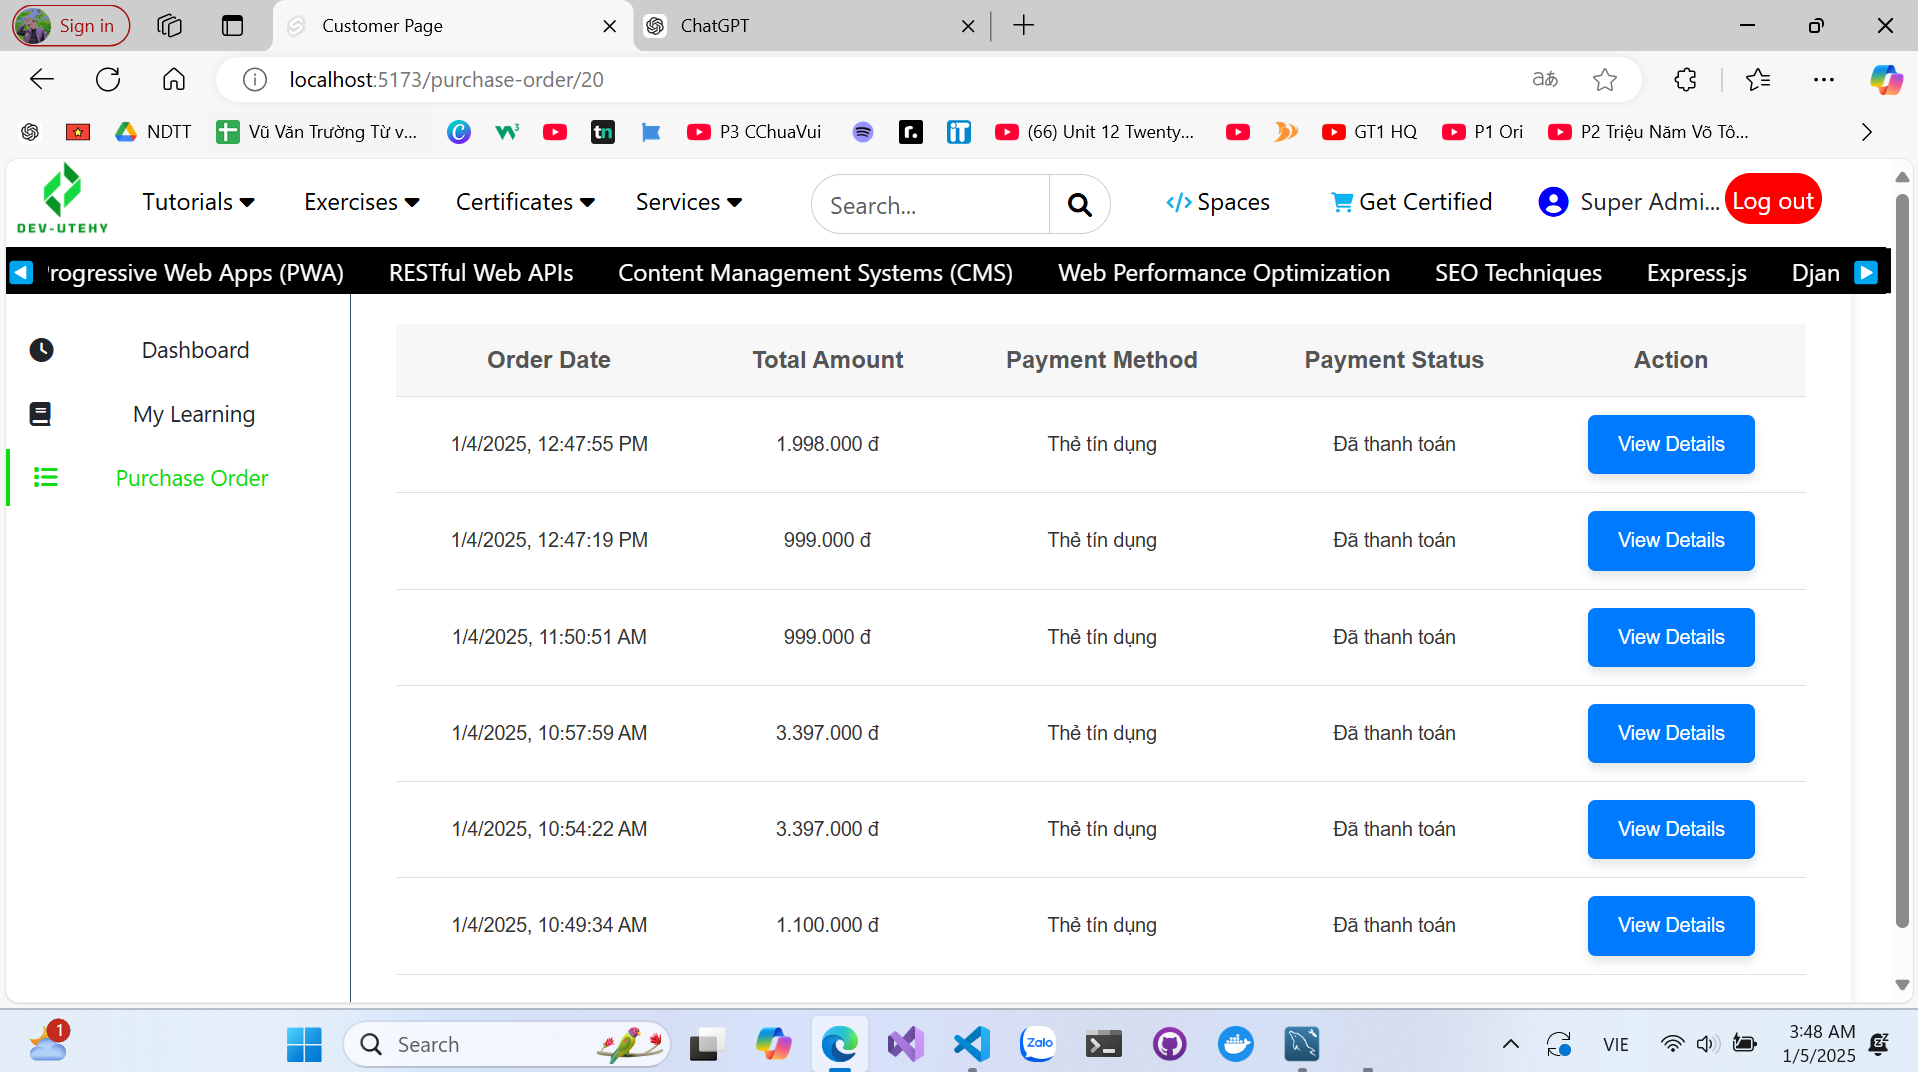 Sign in
Customer Page
ChatGPT
localhost:5173/purchase-order/20
NDTT
Vũ Văn Trường Từ v...
tn
P3 CChuaVui
iT
(66) Unit 12 Twenty...
GT1 HQ
P1 Ori
P2 Triệu Năm Võ Tô...
DEV-UTEHY
Tutorials
Exercises
Certificates
Services
Search...
</> Spaces
Get Certified
Super Admi...
Log out
rogressive Web Apps (PWA)
RESTful Web APIs
Content Management Systems (CMS)
Web Performance Optimization
SEO Techniques
Express.js
Djan
Dashboard
My Learning
Purchase Order
Order Date Total Amount Payment Method Payment Status Action
1/4/2025, 12:47:55 PM 1.998.000 đ Thẻ tín dụng Đã thanh toán View Details
1/4/2025, 12:47:19 PM 999.000 đ Thẻ tín dụng Đã thanh toán View Details
1/4/2025, 11:50:51 AM 999.000 đ Thẻ tín dụng Đã thanh toán View Details
1/4/2025, 10:57:59 AM 3.397.000 đ Thẻ tín dụng Đã thanh toán View Details
1/4/2025, 10:54:22 AM 3.397.000 đ Thẻ tín dụng Đã thanh toán View Details
1/4/2025, 10:49:34 AM 1.100.000 đ Thẻ tín dụng Đã thanh toán View Details
1
Search
Zalo
VIE
3:48 AM
1/5/2025